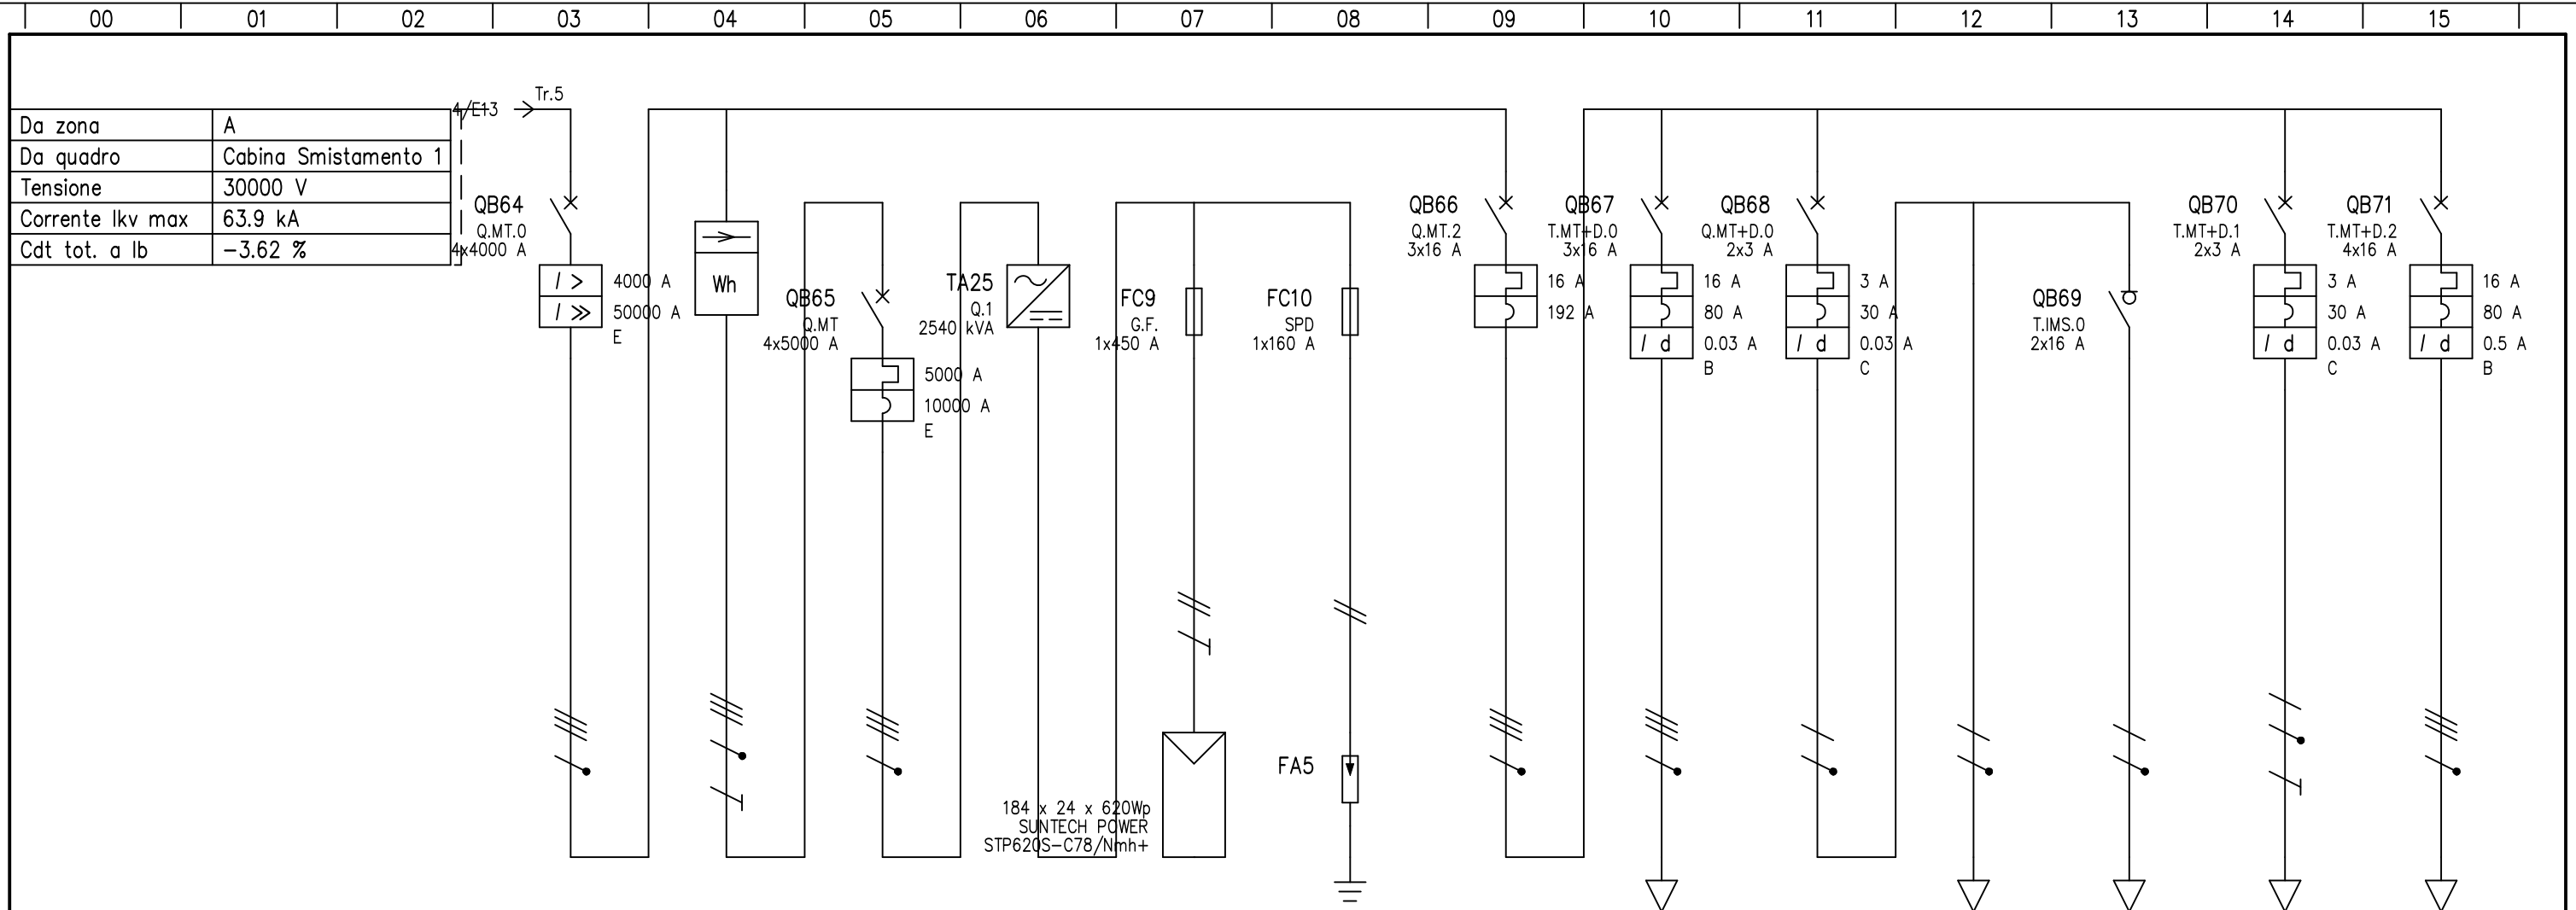 00 01 02 03 04 05 06 07 08 09 10 11 12 13 14 15
4/E13 Tr.5
Da zona A
Da quadro Cabina Smistamento 1
Tensione 30000 V
Corrente Ikv max 63.9 kA
Cdt tot. a Ib -3.62 %
QB64
Q.MT.0
4x4000 A
I > 4000 A
I >> 50000 A
E
Wh
QB65
Q.MT
4x5000 A
5000 A
10000 A
E
TA25
Q.1
2540 kVA
FC9
G.F.
1x450 A
184 x 24 x 620Wp
SUNTECH POWER
STP620S-C78/Nmh+
FC10
SPD
1x160 A
FA5
QB66
Q.MT.2
3x16 A
16 A
192 A
QB67
T.MT+D.0
3x16 A
16 A
80 A
I d 0.03 A
B
QB68
Q.MT+D.0
2x3 A
3 A
30 A
I d 0.03 A
C
QB69
T.IMS.0
2x16 A
QB70
T.MT+D.1
2x3 A
3 A
30 A
I d 0.03 A
C
QB71
T.MT+D.2
4x16 A
16 A
80 A
I d 0.5 A
B